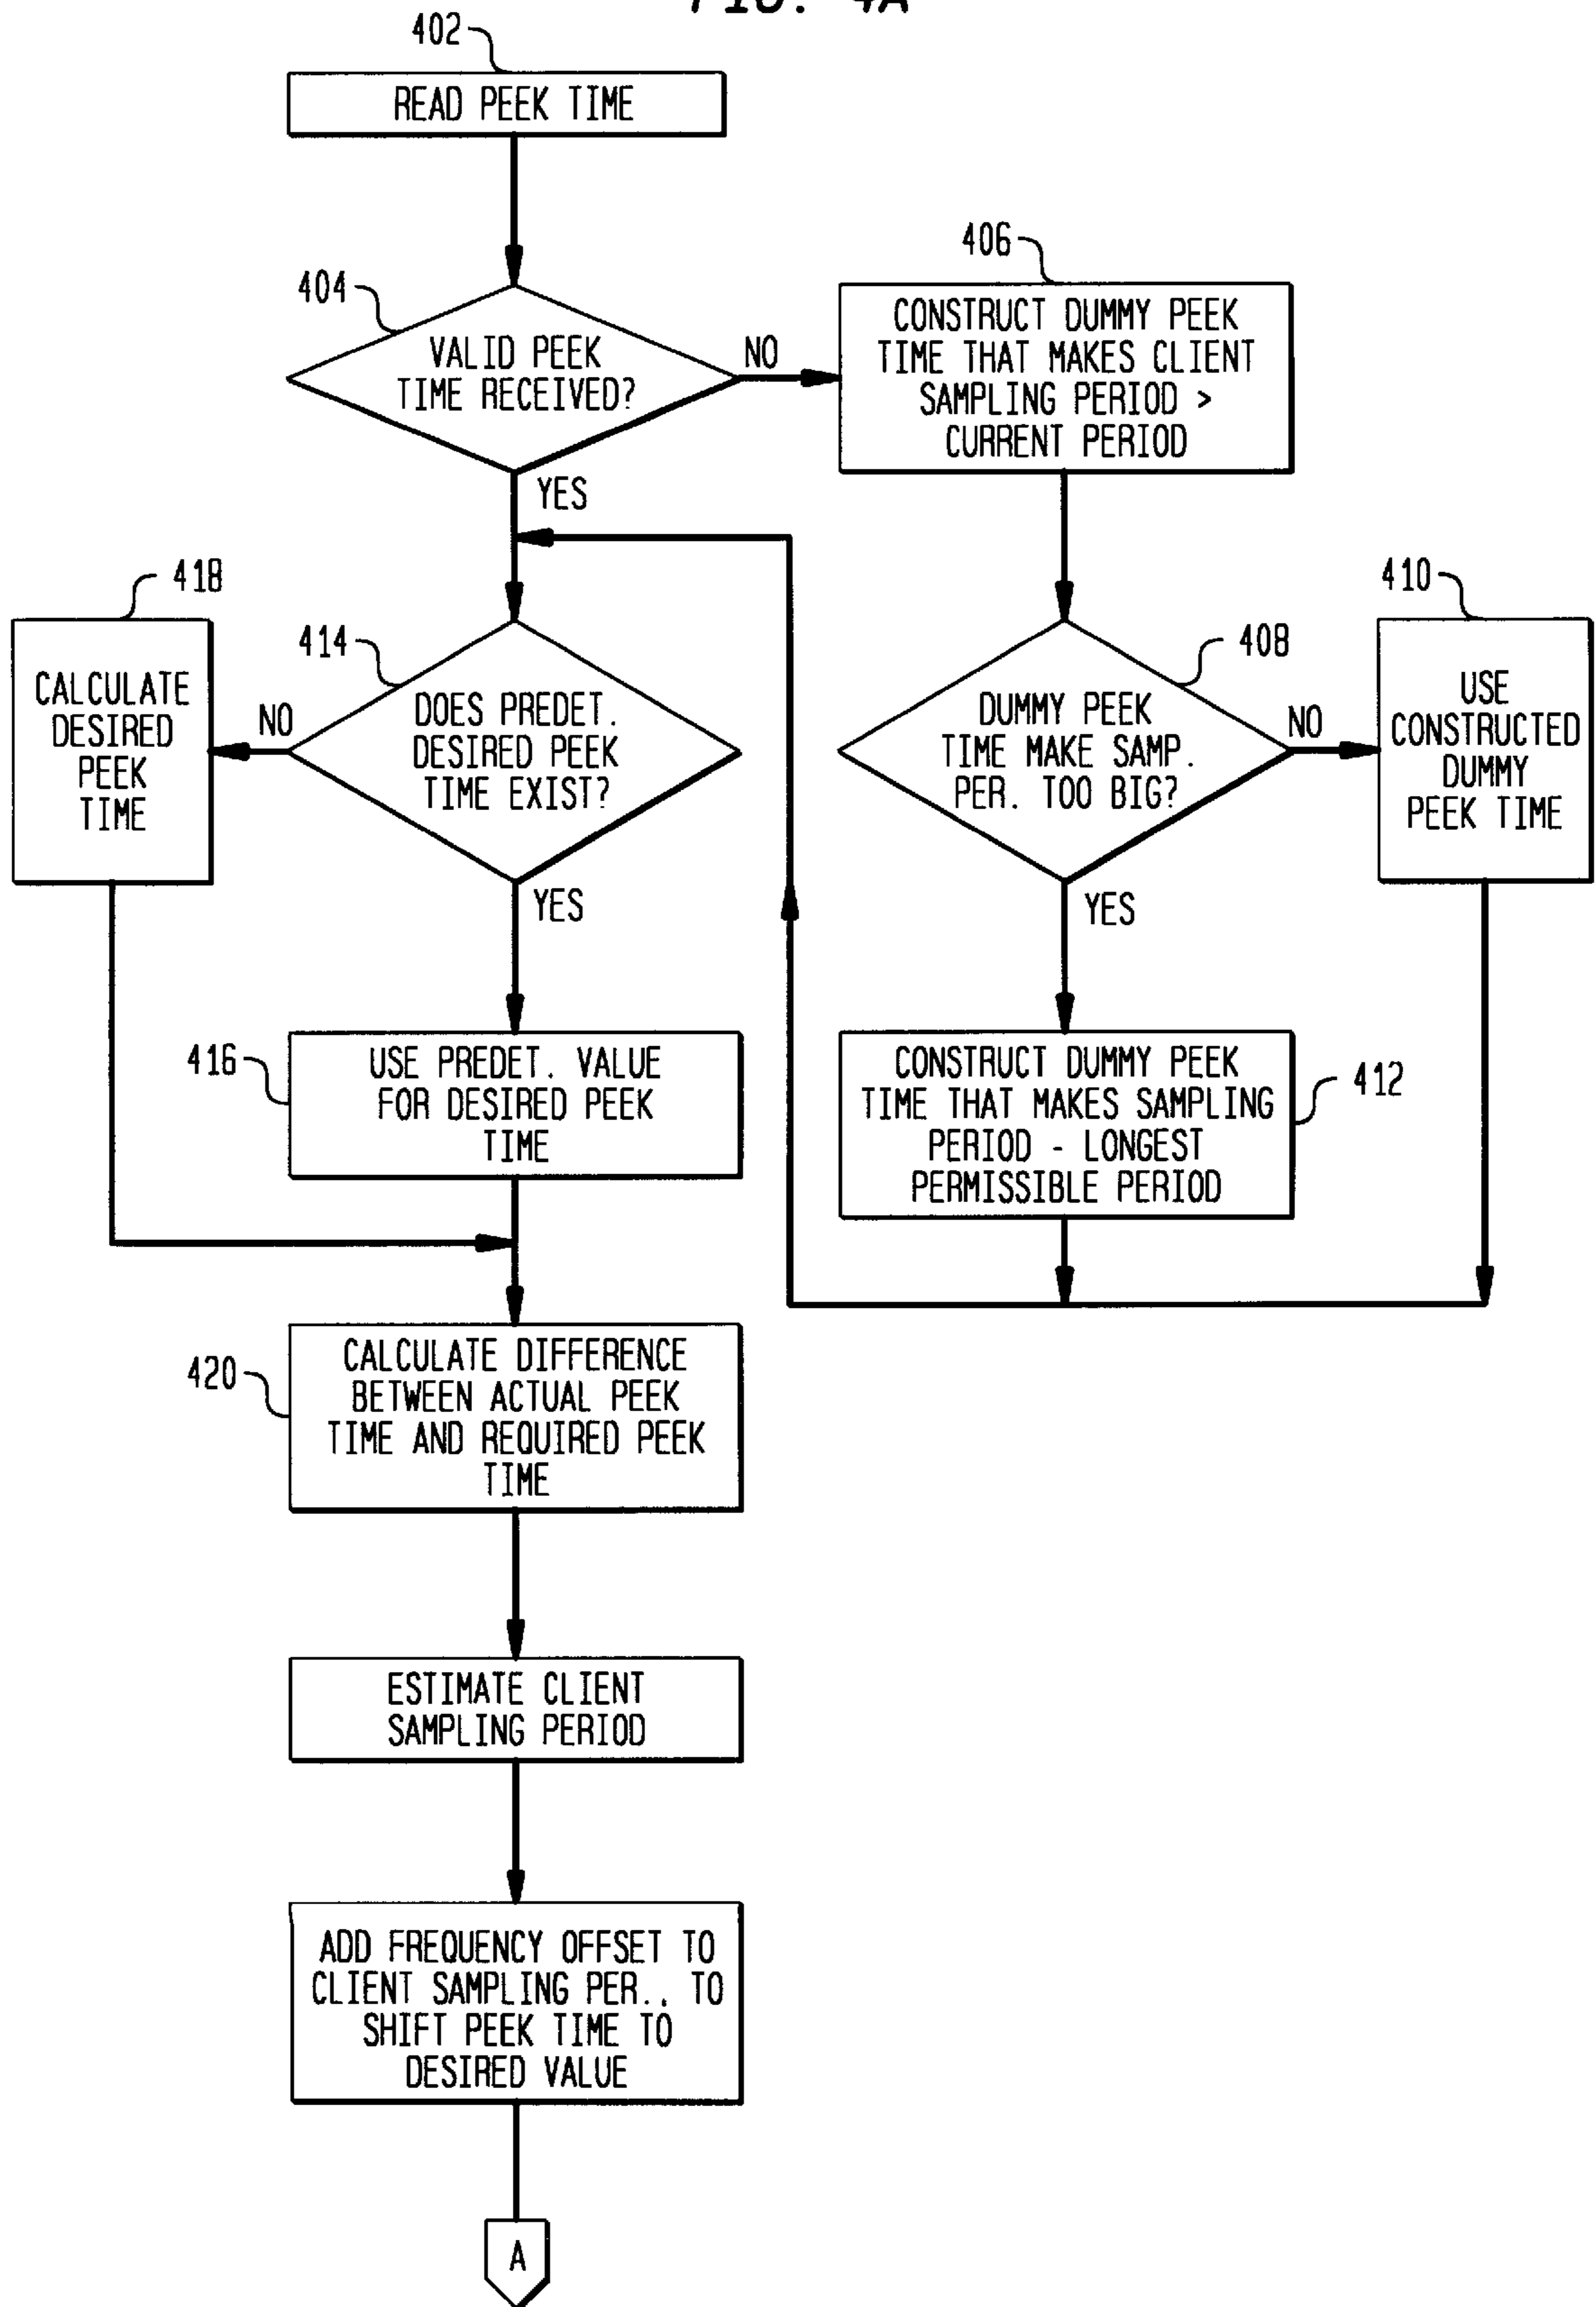 FIG. 4A
402
READ PEEK TIME
404
VALID PEEK
TIME RECEIVED?
NO
YES
406
CONSTRUCT DUMMY PEEK
TIME THAT MAKES CLIENT
SAMPLING PERIOD >
CURRENT PERIOD
418
CALCULATE
DESIRED
PEEK
TIME
NO
414
DOES PREDET.
DESIRED PEEK
TIME EXIST?
YES
408
DUMMY PEEK
TIME MAKE SAMP.
PER. TOO BIG?
NO
YES
410
USE
CONSTRUCTED
DUMMY
PEEK TIME
416
USE PREDET. VALUE
FOR DESIRED PEEK
TIME
CONSTRUCT DUMMY PEEK
TIME THAT MAKES SAMPLING
PERIOD - LONGEST
PERMISSIBLE PERIOD
412
420
CALCULATE DIFFERENCE
BETWEEN ACTUAL PEEK
TIME AND REQUIRED PEEK
TIME
ESTIMATE CLIENT
SAMPLING PERIOD
ADD FREQUENCY OFFSET TO
CLIENT SAMPLING PER.. TO
SHIFT PEEK TIME TO
DESIRED VALUE
A